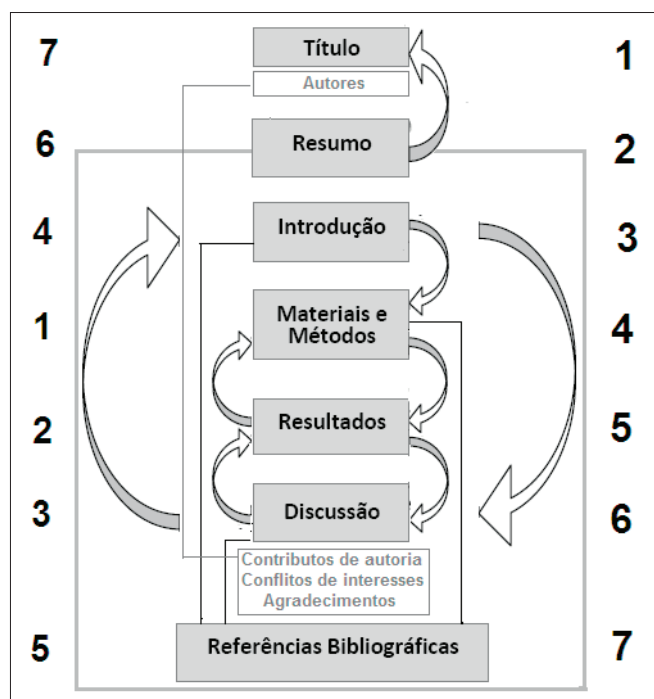 7 Título 1
Autores
6 Resumo 2
4 Introdução 3
1 Materiais e 4
Métodos
2 Resultados 5
3 Discussão 6
Contributos de autoria
Conflitos de interesses
Agradecimentos
5 Referências Bibliográficas 7